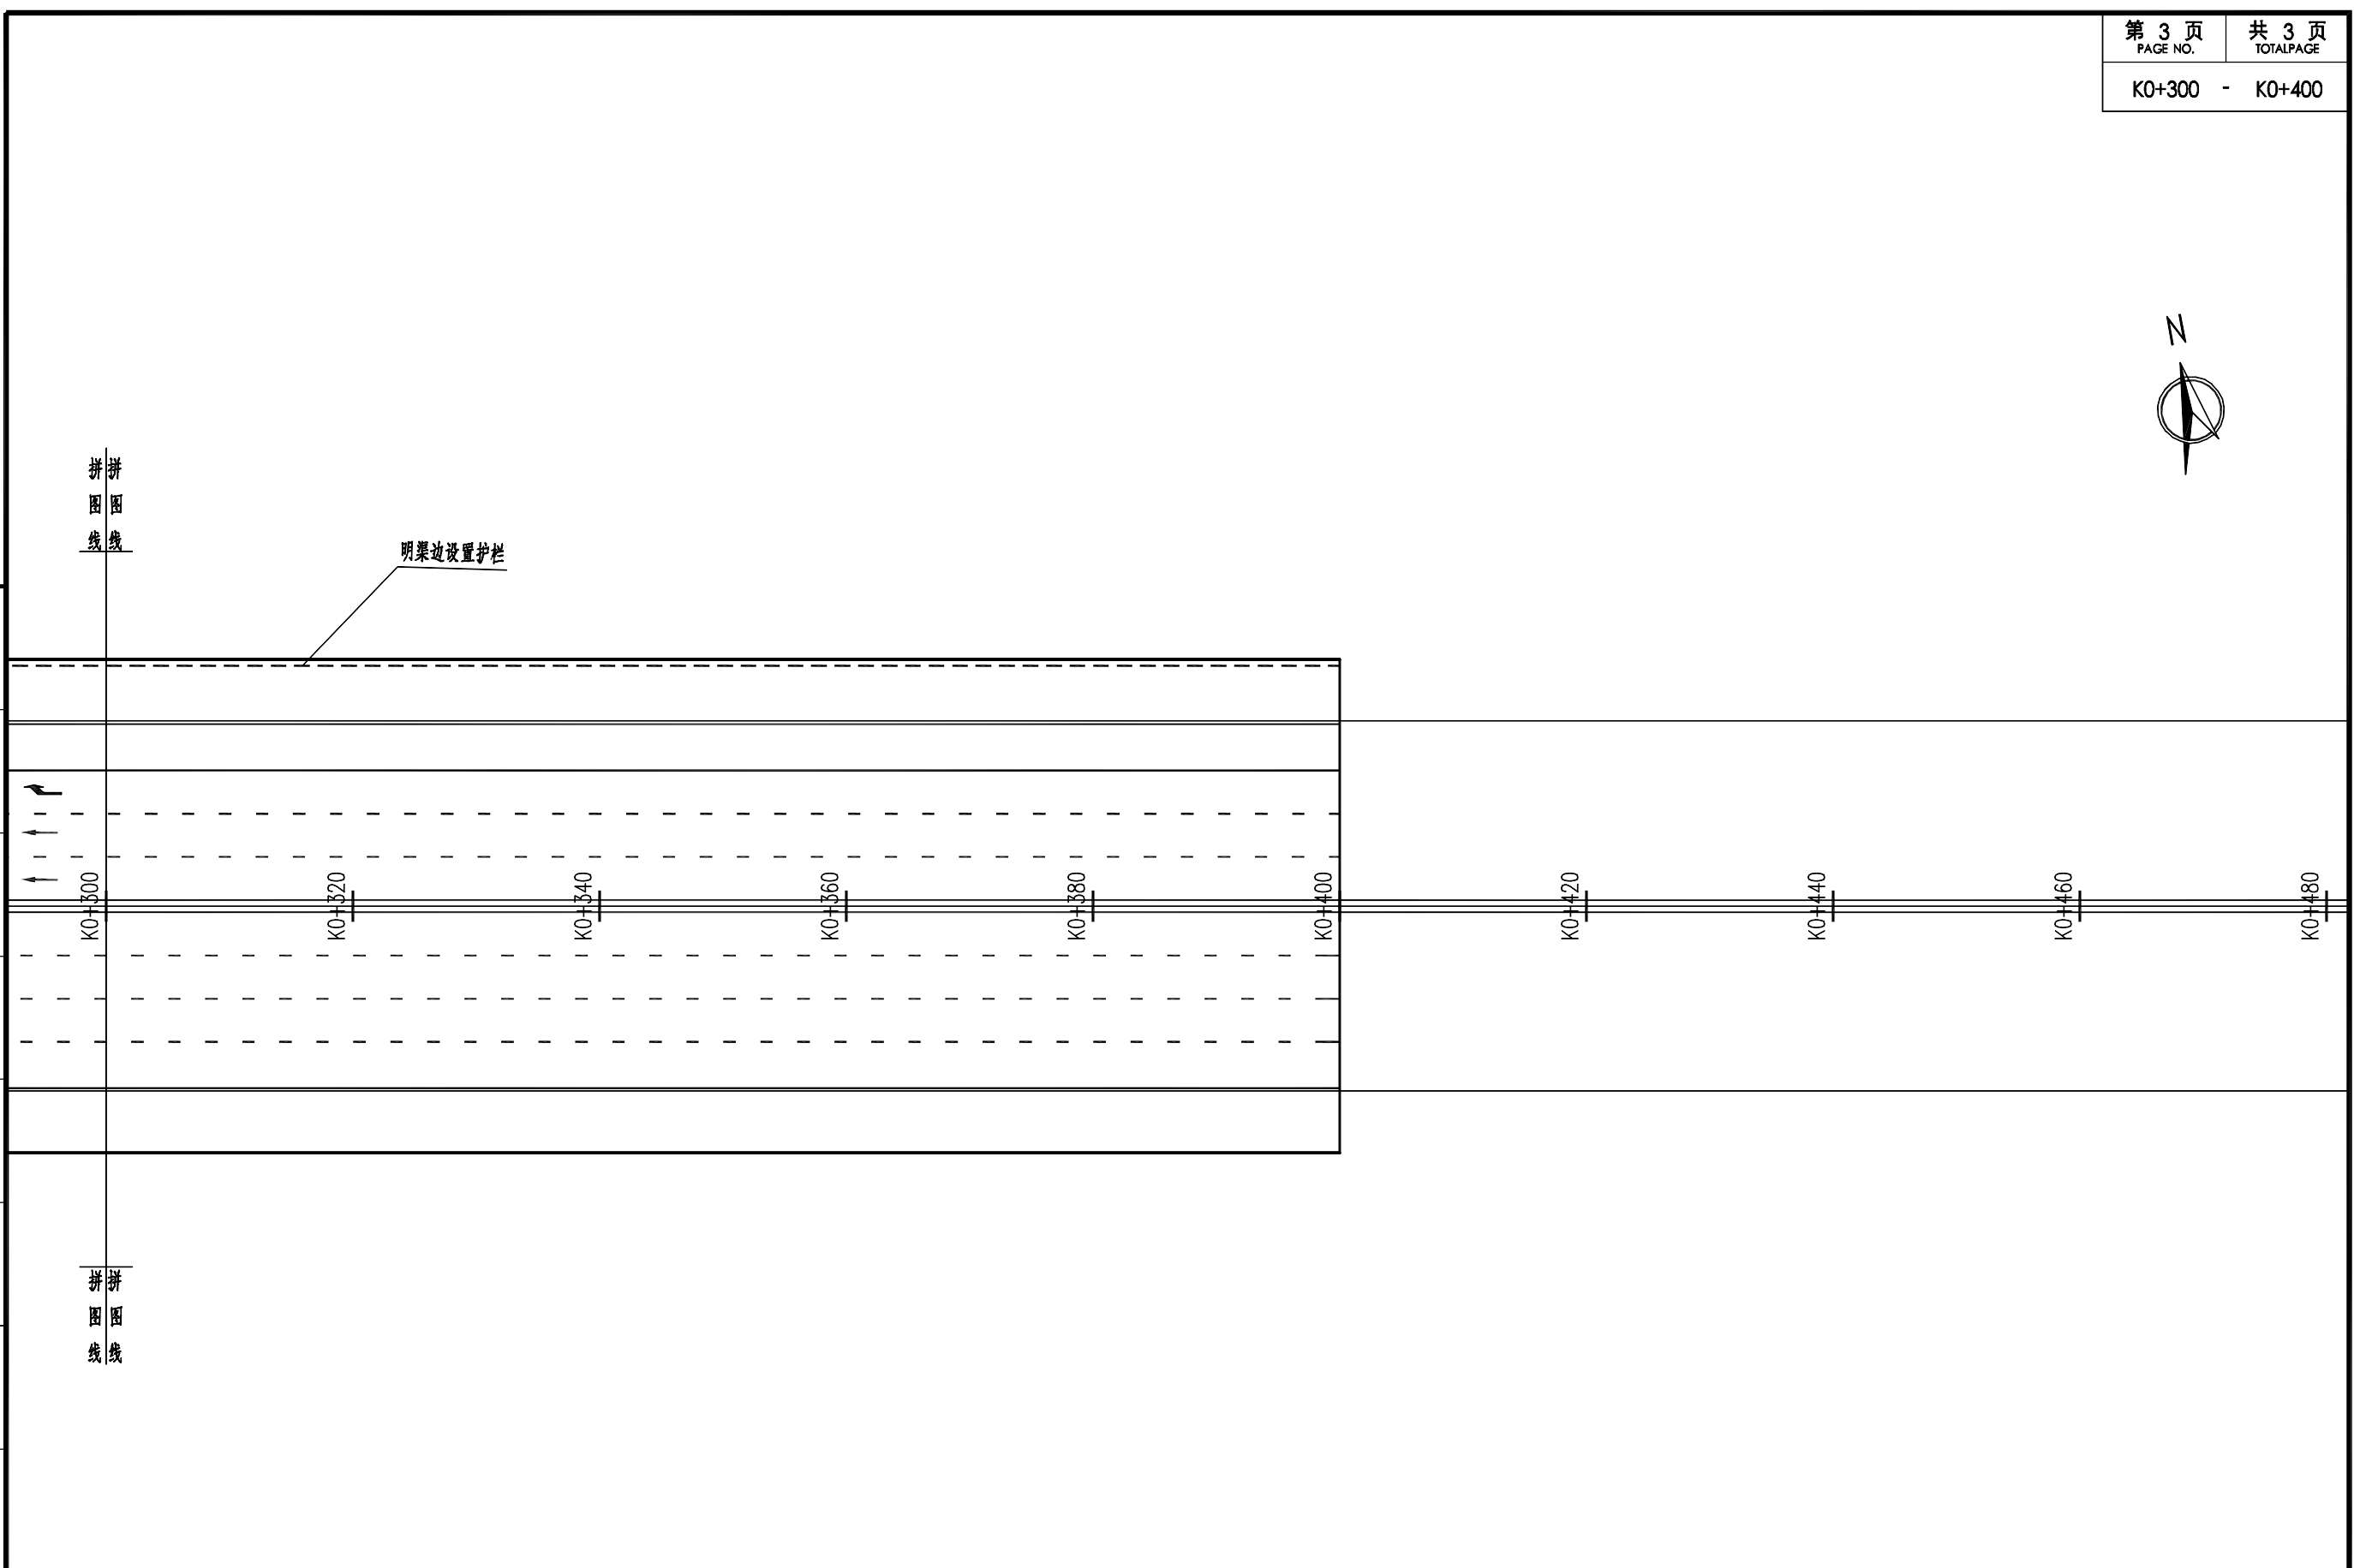 第 3 页 共 3 页
PAGE NO. TOTALPAGE
K0+300 - K0+400
N
拼图线 拼图线
明渠边设置护栏
K0+300 K0+320 K0+340 K0+360 K0+380 K0+400 K0+420 K0+440 K0+460 K0+480
拼图线 拼图线